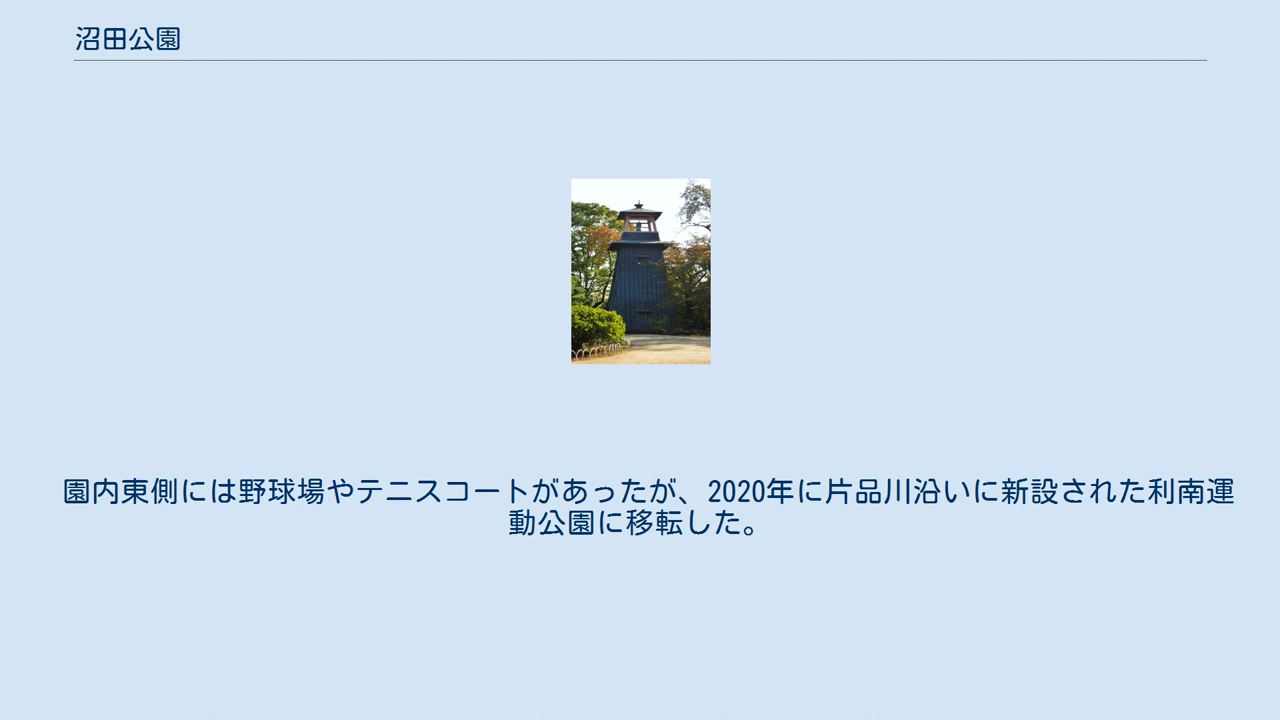 沼田公園
園内東側には野球場やテニスコートがあったが、2020年に片品川沿いに新設された利南運
動公園に移転した。